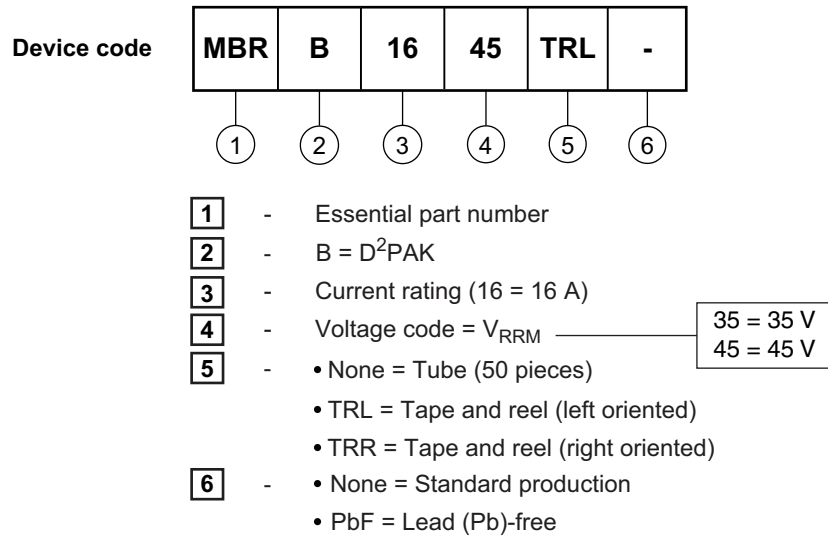 Device code MBR B 16 45 TRL -
1 2 3 4 5 6
1 - Essential part number
2 - B = D²PAK
3 - Current rating (16 = 16 A)
4 - Voltage code = VRRM
35 = 35 V
45 = 45 V
5 - • None = Tube (50 pieces)
• TRL = Tape and reel (left oriented)
• TRR = Tape and reel (right oriented)
6 - • None = Standard production
• PbF = Lead (Pb)-free